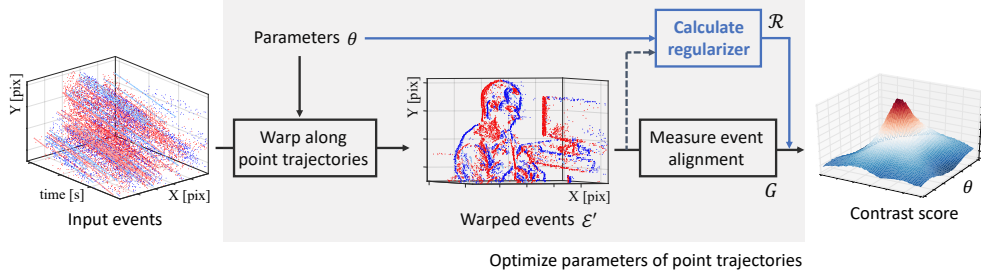 Parameters θ
Calculate
regularizer
ℛ
Y [pix]
time [s]
X [pix]
Input events
Warp along
point trajectories
Y [pix]
X [pix]
Warped events ℰ′
Measure event
alignment
G
θ
Contrast score
Optimize parameters of point trajectories